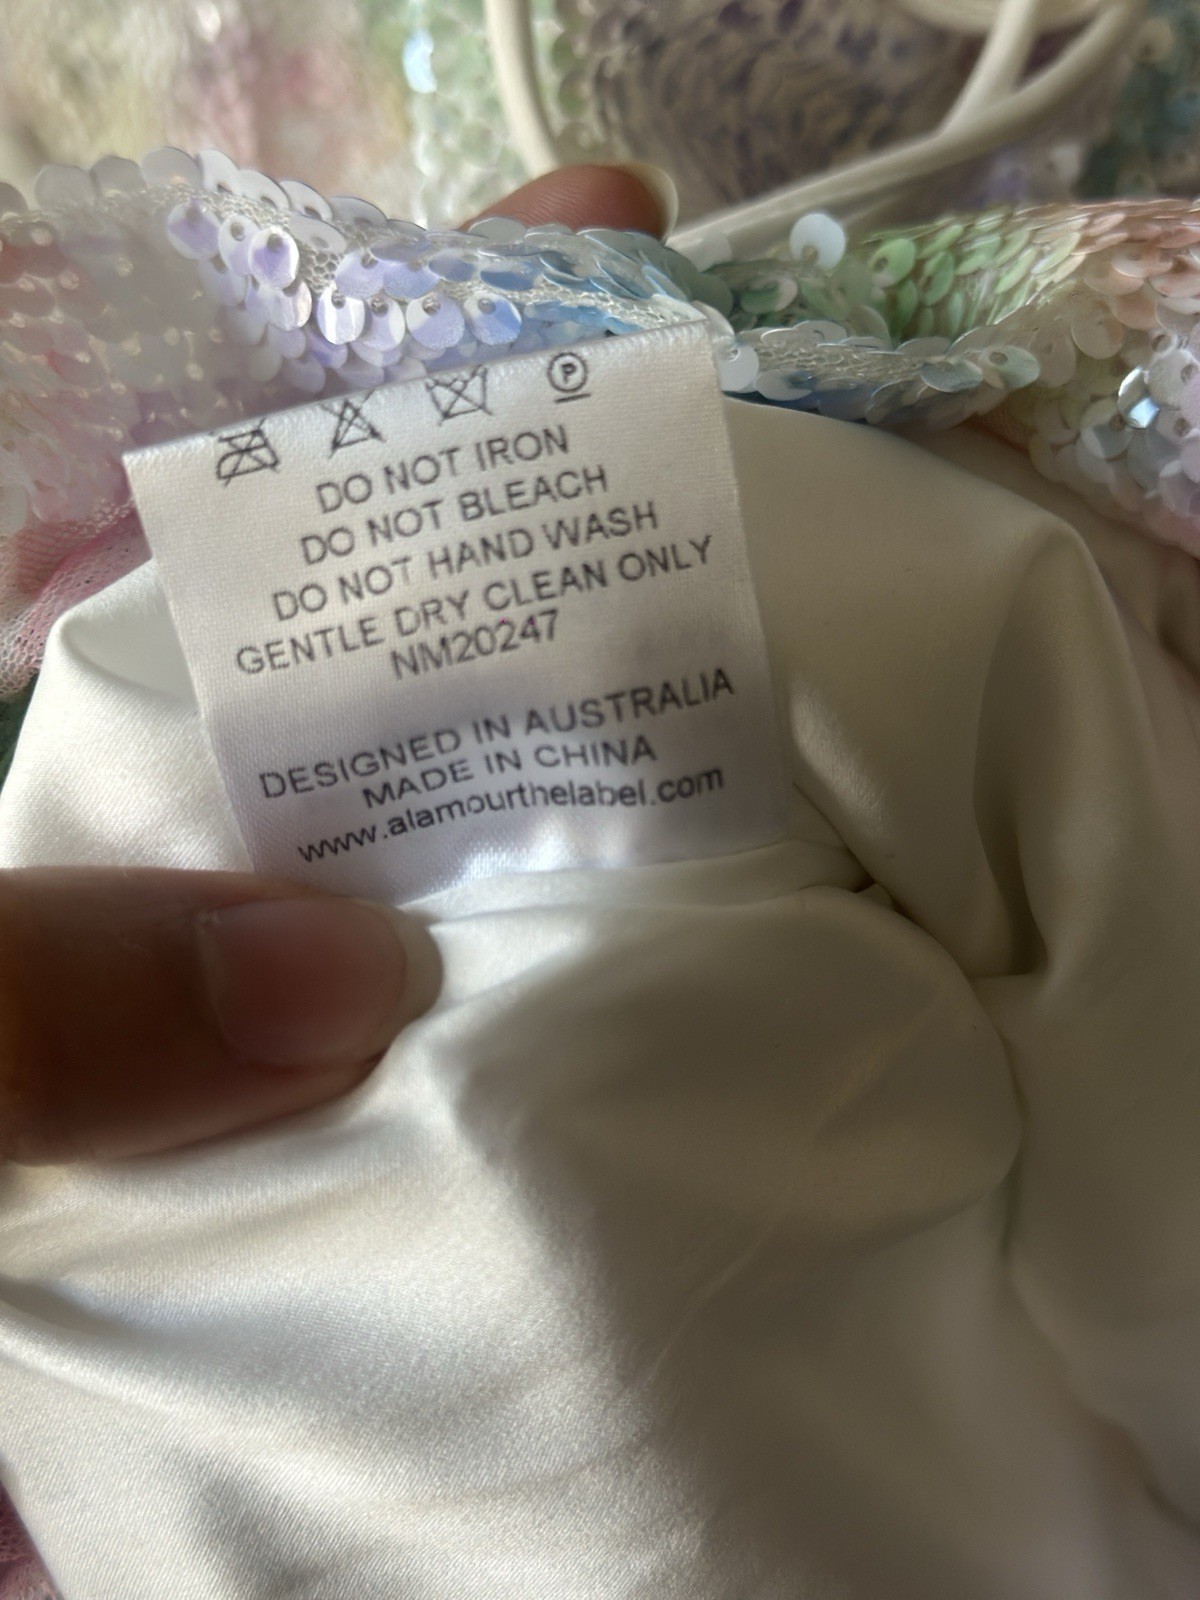 P
DO NOT IRON
DO NOT BLEACH
DO NOT HAND WASH
GENTLE DRY CLEAN ONLY
NM20247
DESIGNED IN AUSTRALIA
MADE IN CHINA
www.alamourthelabel.com